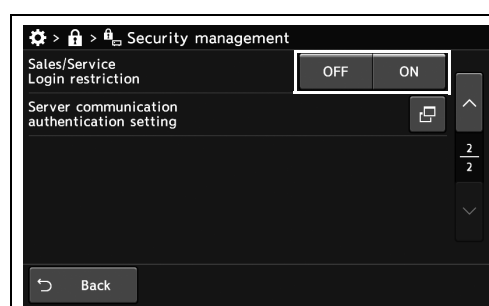 > > Security management
Sales/Service
Login restriction
OFF ON
Server communication
authentication setting
2
2
Back